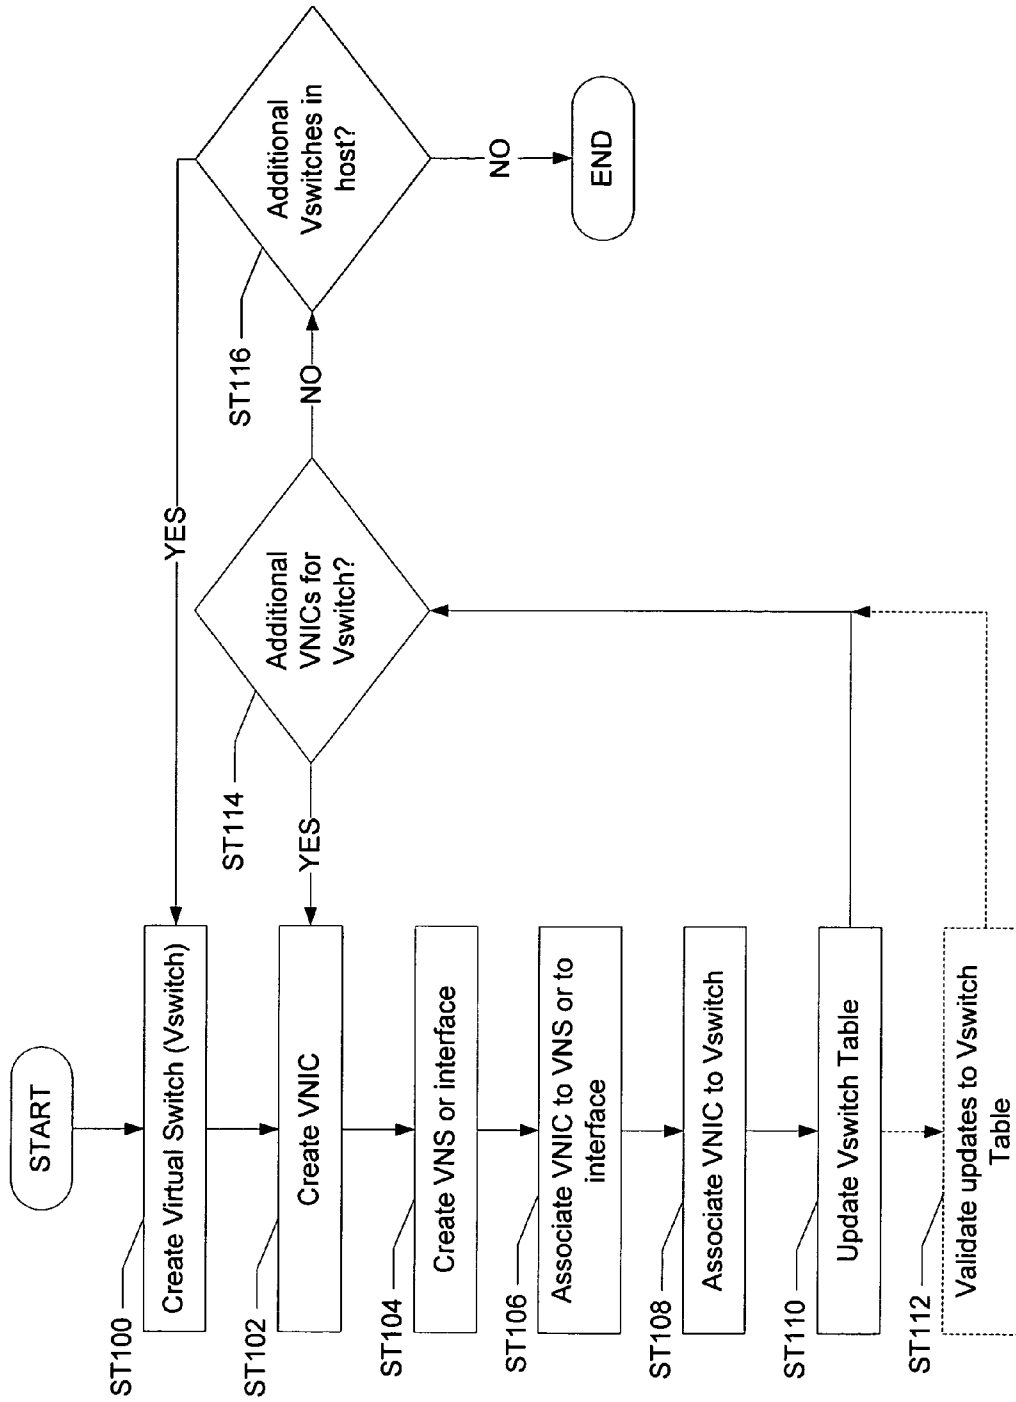 START
ST100
Create Virtual Switch (Vswitch)
ST102
Create VNIC
ST104
Create VNS or interface
ST106
Associate VNIC to VNS or to
interface
ST108
Associate VNIC to Vswitch
ST110
Update Vswitch Table
ST112
Validate updates to Vswitch
Table
ST114
Additional
VNICs for
Vswitch?
YES
NO
ST116
Additional
Vswitches in
host?
YES
NO
END